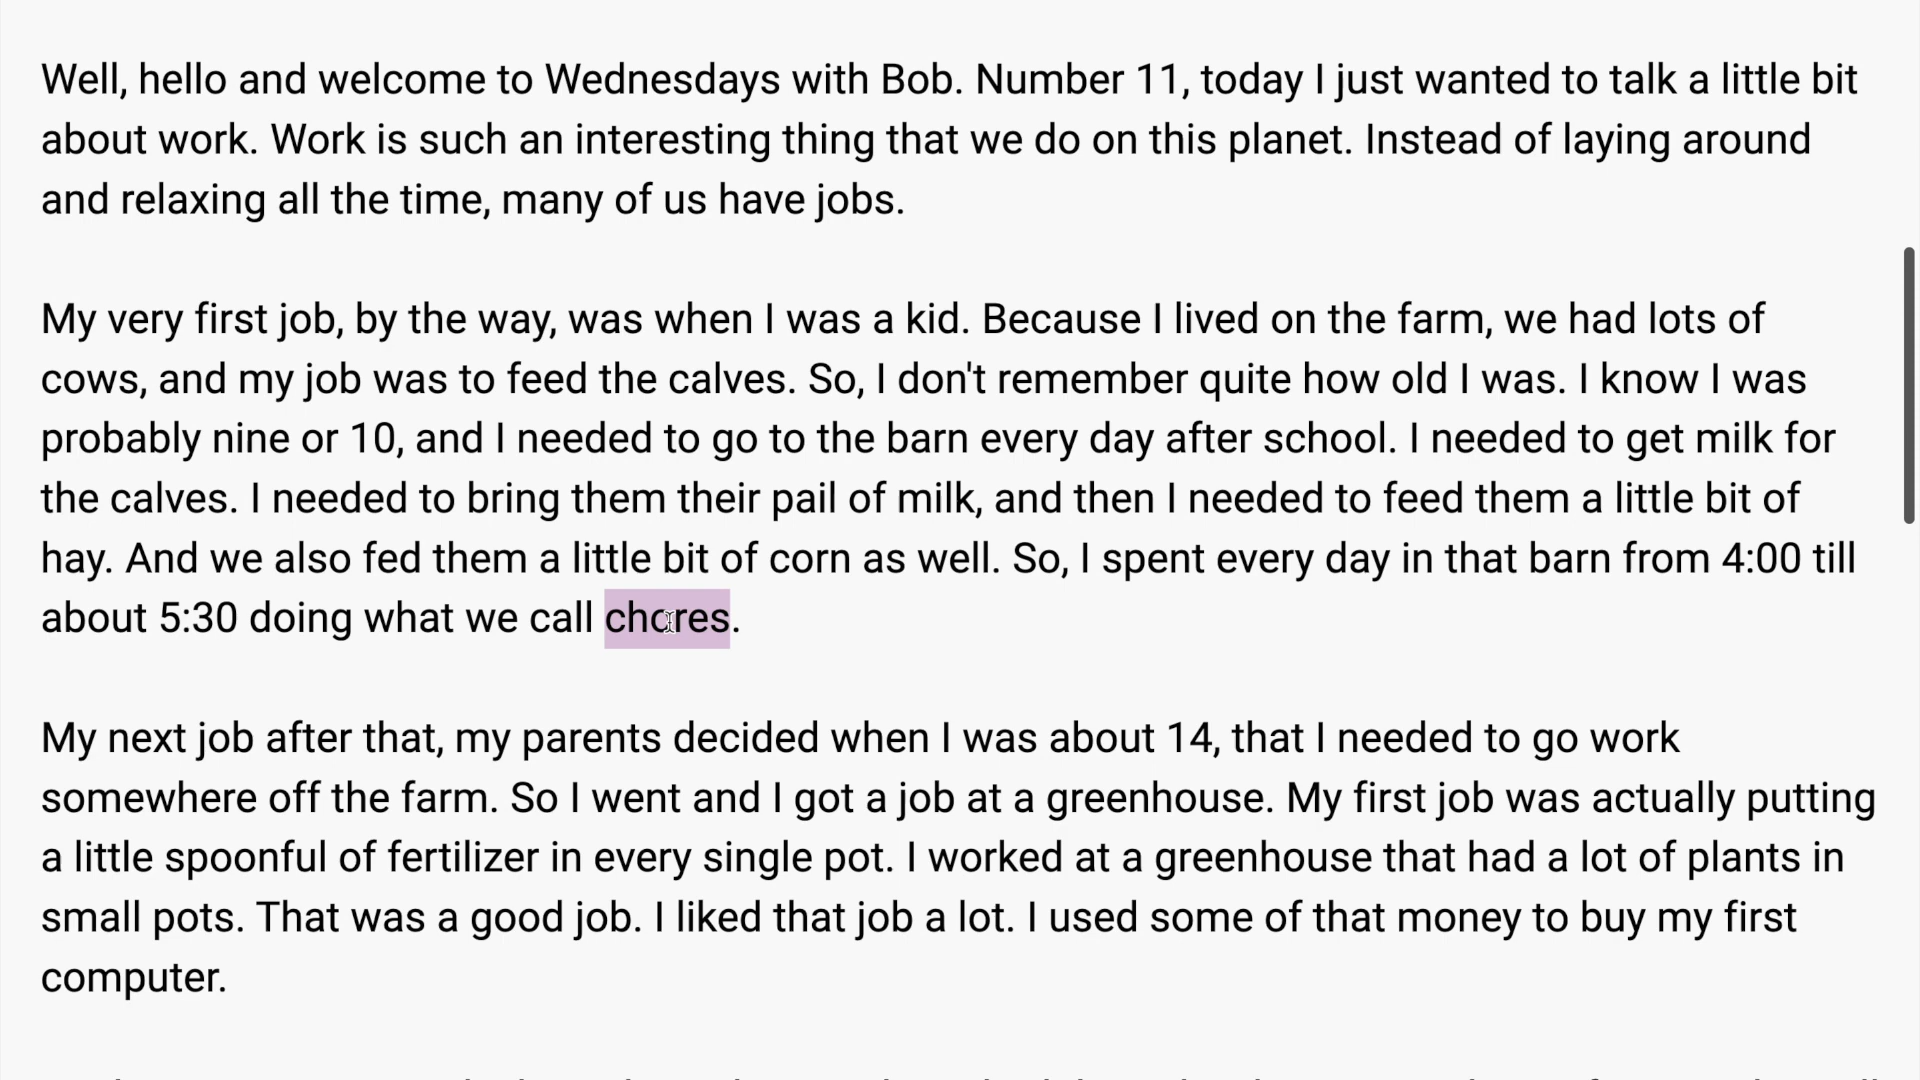 Well, hello and welcome to Wednesdays with Bob. Number 11, today I just wanted to talk a little bit
about work. Work is such an interesting thing that we do on this planet. Instead of laying around
and relaxing all the time, many of us have jobs.
My very first job, by the way, was when I was a kid. Because I lived on the farm, we had lots of
cows, and my job was to feed the calves. So, I don't remember quite how old I was. I know I was
probably nine or 10, and I needed to go to the barn every day after school. I needed to get milk for
the calves. I needed to bring them their pail of milk, and then I needed to feed them a little bit of
hay. And we also fed them a little bit of corn as well. So, I spent every day in that barn from 4:00 till
about 5:30 doing what we call chores.
My next job after that, my parents decided when I was about 14, that I needed to go work
somewhere off the farm. So I went and I got a job at a greenhouse. My first job was actually putting
a little spoonful of fertilizer in every single pot. I worked at a greenhouse that had a lot of plants in
small pots. That was a good job. I liked that job a lot. I used some of that money to buy my first
computer.